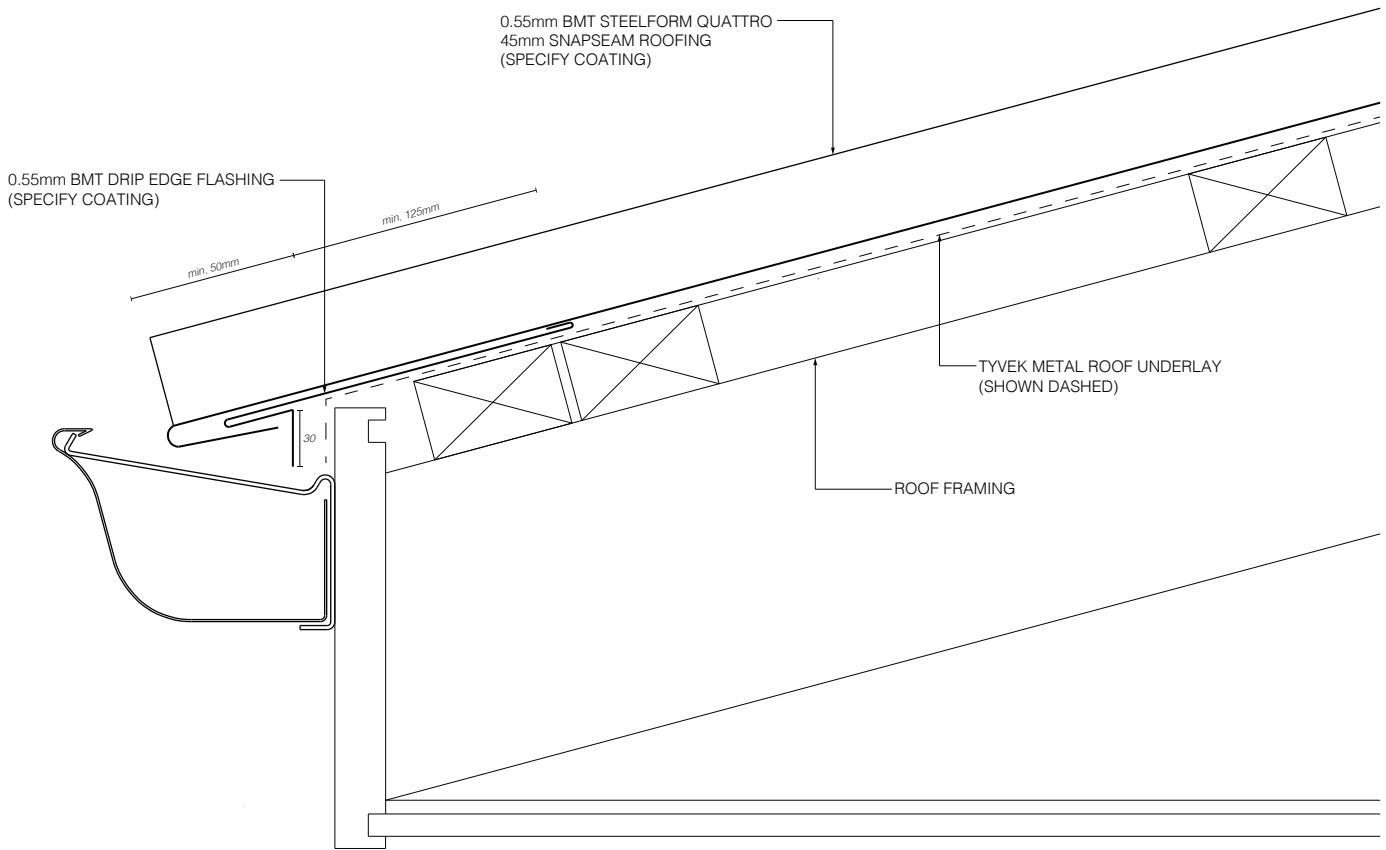 0.55mm BMT STEELFORM QUATTRO
45mm SNAPSEAM ROOFING
(SPECIFY COATING)
0.55mm BMT DRIP EDGE FLASHING
(SPECIFY COATING)
min. 125mm
min. 50mm
30
TYVEK METAL ROOF UNDERLAY
(SHOWN DASHED)
ROOF FRAMING